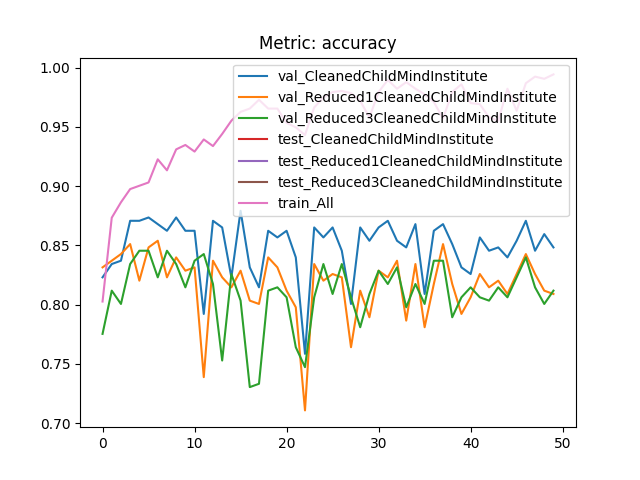 Metric: accuracy
1.00
0.95
0.90
0.85
0.80
0.75
0.70
val_CleanedChildMindInstitute
val_Reduced1CleanedChildMindInstitute
val_Reduced3CleanedChildMindInstitute
test_CleanedChildMindInstitute
test_Reduced1CleanedChildMindInstitute
test_Reduced3CleanedChildMindInstitute
train_All
0 10 20 30 40 50